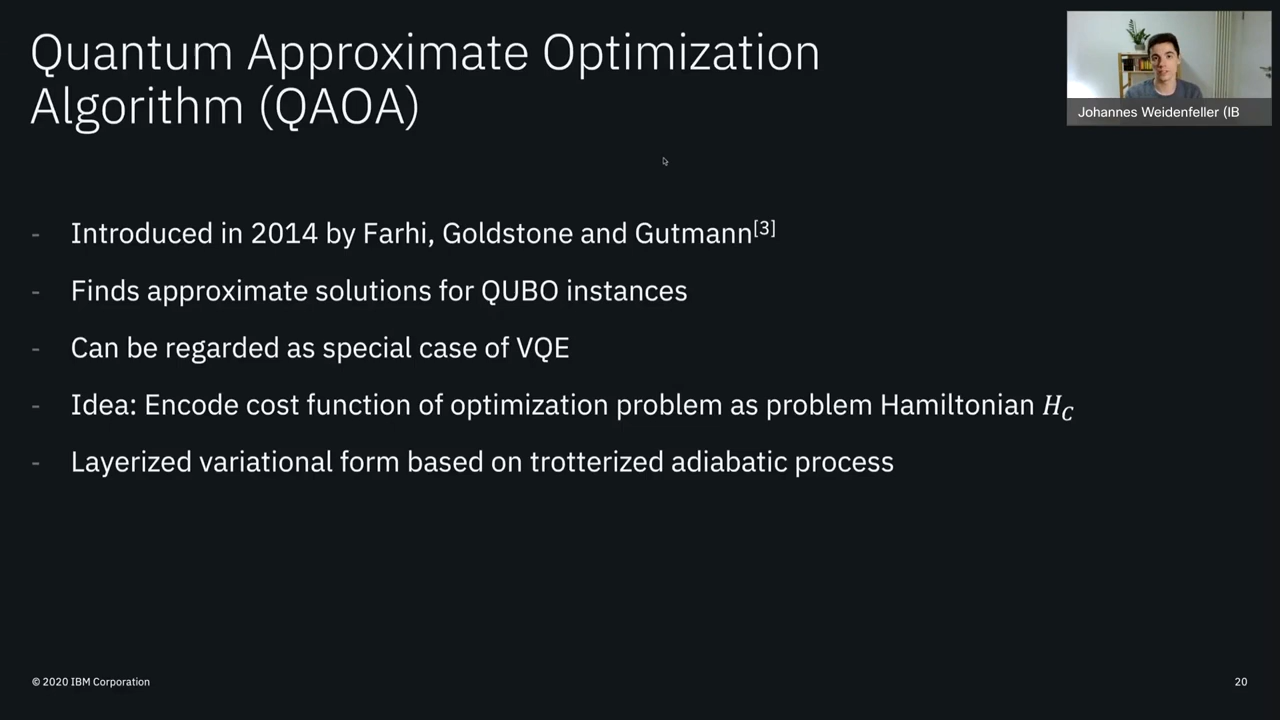 Quantum Approximate Optimization
Algorithm (QAOA)
Johannes Weidenfeller (IB
- Introduced in 2014 by Farhi, Goldstone and Gutmann[3]
- Finds approximate solutions for QUBO instances
- Can be regarded as special case of VQE
- Idea: Encode cost function of optimization problem as problem Hamiltonian H_C
- Layerized variational form based on trotterized adiabatic process
© 2020 IBM Corporation
20